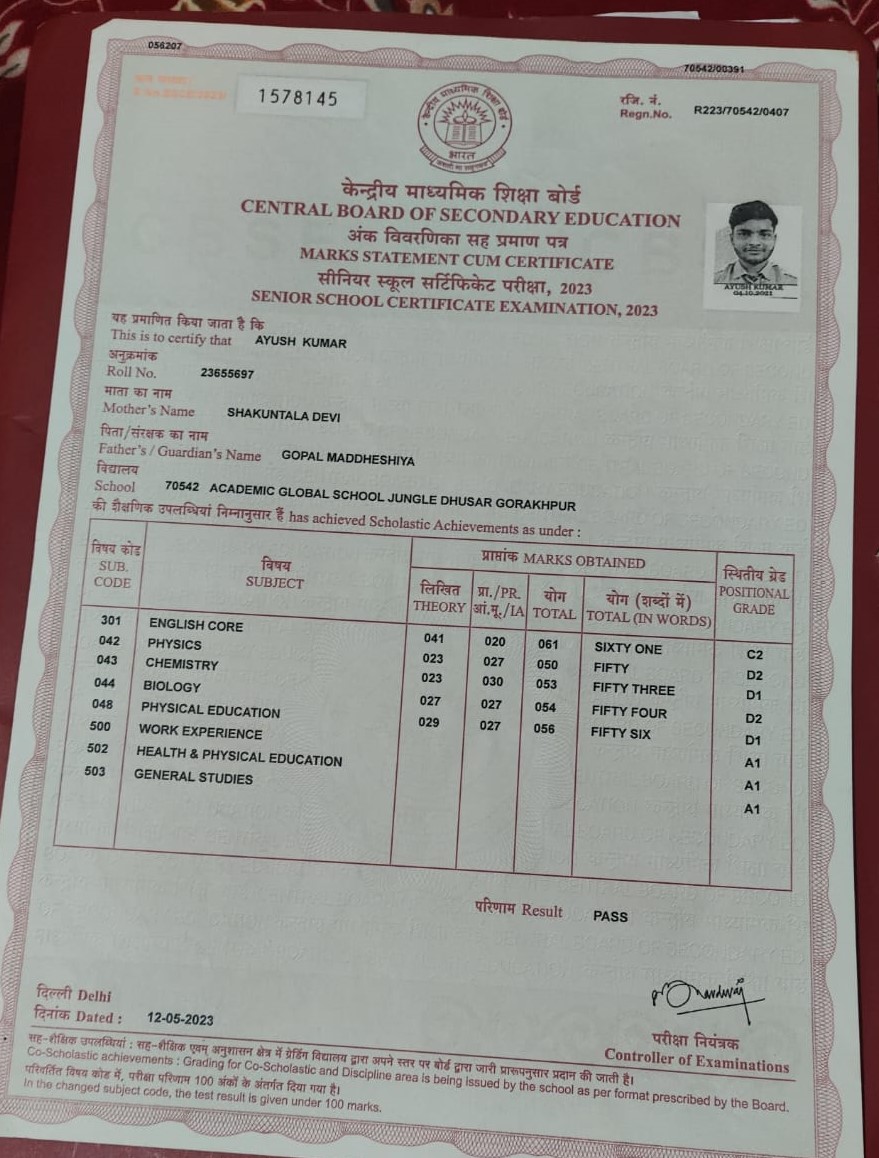 056207
70542/00391
1578145
रजि. नं.
Regn.No. R223/70542/0407
केन्द्रीय माध्यमिक शिक्षा बोर्ड
भारत
केन्द्रीय माध्यमिक शिक्षा बोर्ड
CENTRAL BOARD OF SECONDARY EDUCATION
अंक विवरणिका सह प्रमाण पत्र
MARKS STATEMENT CUM CERTIFICATE
सीनियर स्कूल सर्टिफिकेट परीक्षा, 2023
SENIOR SCHOOL CERTIFICATE EXAMINATION, 2023
AYUSH KUMAR
04.10.2021
यह प्रमाणित किया जाता है कि
This is to certify that AYUSH KUMAR
अनुक्रमांक
Roll No. 23655697
माता का नाम
Mother's Name SHAKUNTALA DEVI
पिता/संरक्षक का नाम
Father's / Guardian's Name GOPAL MADDHESHIYA
विद्यालय
School 70542 ACADEMIC GLOBAL SCHOOL JUNGLE DHUSAR GORAKHPUR
की शैक्षणिक उपलब्धियां निम्नानुसार हैं has achieved Scholastic Achievements as under :
विषय कोड SUB. CODE
विषय SUBJECT
प्राप्तांक MARKS OBTAINED
लिखित THEORY
प्रा./PR. आं.मू./IA
योग TOTAL
योग (शब्दों में) TOTAL (IN WORDS)
स्थितीय ग्रेड POSITIONAL GRADE
301 ENGLISH CORE 041 020 061 SIXTY ONE C2
042 PHYSICS 023 027 050 FIFTY D2
043 CHEMISTRY 023 030 053 FIFTY THREE D1
044 BIOLOGY 027 027 054 FIFTY FOUR D2
048 PHYSICAL EDUCATION 029 027 056 FIFTY SIX D1
500 WORK EXPERIENCE A1
502 HEALTH & PHYSICAL EDUCATION A1
503 GENERAL STUDIES A1
परिणाम Result PASS
दिल्ली Delhi
दिनांक Dated : 12-05-2023
परीक्षा नियंत्रक
Controller of Examinations
सह-शैक्षिक उपलब्धियां : सह-शैक्षिक एवम् अनुशासन क्षेत्र में ग्रेडिंग विद्यालय द्वारा अपने स्तर पर बोर्ड द्वारा जारी प्रारूपनुसार प्रदान की जाती है।
Co-Scholastic achievements : Grading for Co-Scholastic and Discipline area is being issued by the school as per format prescribed by the Board.
परिवर्तित विषय कोड में, परीक्षा परिणाम 100 अंकों के अंतर्गत दिया गया है।
In the changed subject code, the test result is given under 100 marks.